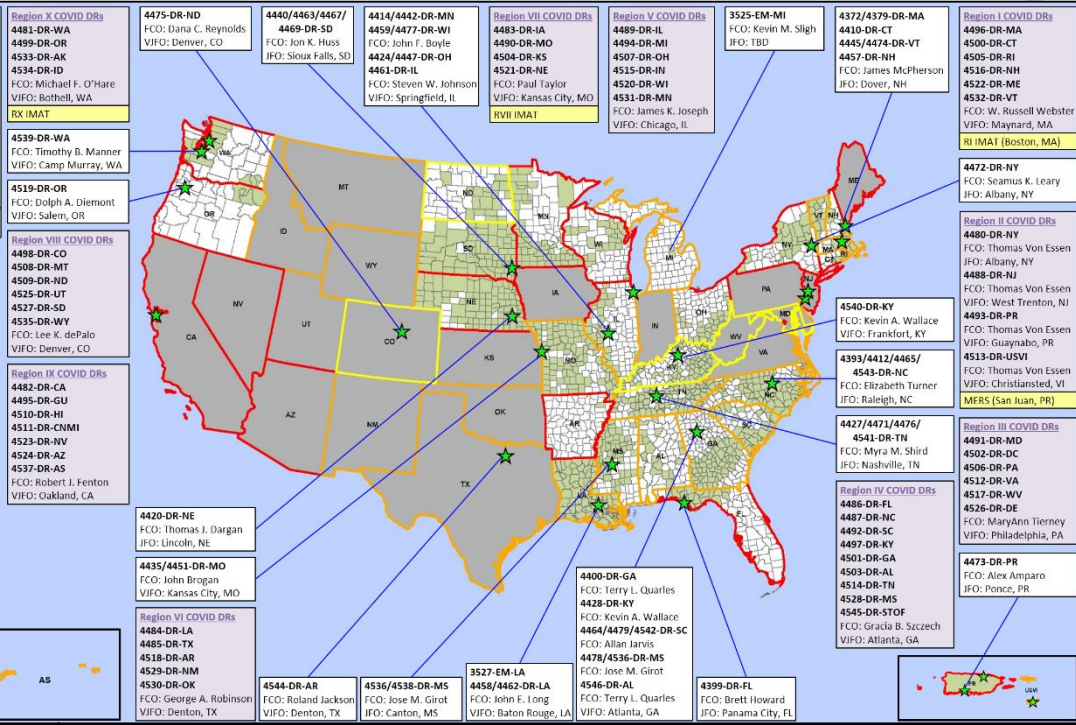 Region X COVID DRs
4481-DR-WA
4499-DR-OR
4533-DR-AK
4534-DR-ID
FCO: Michael F. O'Hare
VJFO: Bothell, WA
RX IMAT
4475-DR-ND
FCO: Dana C. Reynolds
VJFO: Denver, CO
4440/4463/4467/
4469-DR-SD
FCO: Jon K. Huss
JFO: Sioux Falls, SD
4414/4442-DR-MN
4459/4477-DR-WI
FCO: John F. Boyle
4424/4447-DR-OH
4461-DR-IL
FCO: Steven W. Johnson
VJFO: Springfield, IL
Region VII COVID DRs
4483-DR-IA
4490-DR-MO
4504-DR-KS
4521-DR-NE
FCO: Paul Taylor
VJFO: Kansas City, MO
RVII IMAT
Region V COVID DRs
4489-DR-IL
4494-DR-MI
4507-DR-OH
4515-DR-IN
4520-DR-WI
4531-DR-MN
FCO: James K. Joseph
VJFO: Chicago, IL
3525-EM-MI
FCO: Kevin M. Sligh
JFO: TBD
4372/4379-DR-MA
4410-DR-CT
4445/4474-DR-VT
4457-DR-NH
FCO: James McPherson
JFO: Dover, NH
Region I COVID DRs
4496-DR-MA
4500-DR-CT
4505-DR-RI
4516-DR-NH
4522-DR-ME
4532-DR-VT
FCO: W. Russell Webster
VJFO: Maynard, MA
RI IMAT (Boston, MA)
4539-DR-WA
FCO: Timothy B. Manner
VJFO: Camp Murray, WA
4519-DR-OR
FCO: Dolph A. Diemont
VJFO: Salem, OR
Region VIII COVID DRs
4498-DR-CO
4508-DR-MT
4509-DR-ND
4525-DR-UT
4527-DR-SD
4535-DR-WY
FCO: Lee K. dePalo
VJFO: Denver, CO
Region IX COVID DRs
4482-DR-CA
4495-DR-GU
4510-DR-HI
4511-DR-CNMI
4523-DR-NV
4524-DR-AZ
4537-DR-AS
FCO: Robert J. Fenton
VJFO: Oakland, CA
4472-DR-NY
FCO: Seamus K. Leary
JFO: Albany, NY
Region II COVID DRs
4480-DR-NY
FCO: Thomas Von Essen
JFO: Albany, NY
4488-DR-NJ
FCO: Thomas Von Essen
VJFO: West Trenton, NJ
4493-DR-PR
FCO: Thomas Von Essen
VJFO: Guaynabo, PR
4513-DR-USVI
FCO: Thomas Von Essen
VJFO: Christiansted, VI
MERS (San Juan, PR)
4540-DR-KY
FCO: Kevin A. Wallace
VJFO: Frankfort, KY
4393/4412/4465/
4543-DR-NC
FCO: Elizabeth Turner
JFO: Raleigh, NC
4427/4471/4476/
4541-DR-TN
FCO: Myra M. Shird
JFO: Nashville, TN
Region III COVID DRs
4491-DR-MD
4502-DR-DC
4506-DR-PA
4512-DR-VA
4517-DR-WV
4526-DR-DE
FCO: MaryAnn Tierney
VJFO: Philadelphia, PA
Region IV COVID DRs
4486-DR-FL
4487-DR-NC
4492-DR-SC
4497-DR-KY
4501-DR-GA
4503-DR-AL
4514-DR-TN
4528-DR-MS
4545-DR-STOF
FCO: Gracia B. Szczech
VJFO: Atlanta, GA
4473-DR-PR
FCO: Alex Amparo
JFO: Ponce, PR
4420-DR-NE
FCO: Thomas J. Dargan
JFO: Lincoln, NE
4435/4451-DR-MO
FCO: John Brogan
VJFO: Kansas City, MO
Region VI COVID DRs
4484-DR-LA
4485-DR-TX
4518-DR-AR
4529-DR-NM
4530-DR-OK
FCO: George A. Robinson
VJFO: Denton, TX
4544-DR-AR
FCO: Roland Jackson
VJFO: Denton, TX
4536/4538-DR-MS
FCO: Jose M. Girot
JFO: Canton, MS
3527-EM-LA
4458/4462-DR-LA
FCO: John E. Long
VJFO: Baton Rouge, LA
4400-DR-GA
FCO: Terry L. Quarles
4428-DR-KY
FCO: Kevin A. Wallace
4464/4479/4542-DR-SC
FCO: Allan Jarvis
4478/4536-DR-MS
FCO: Jose M. Girot
4546-DR-AL
FCO: Terry L. Quarles
VJFO: Atlanta, GA
4399-DR-FL
FCO: Brett Howard
JFO: Panama City, FL
WA
OR
CA
NV
ID
MT
WY
UT
AZ
CO
NM
ND
SD
NE
KS
OK
TX
MN
IA
MO
AR
LA
WI
IL
MI
IN
OH
KY
TN
MS
AL
GA
FL
SC
NC
VA
WV
MD
PA
NJ
NY
CT
RI
MA
VT
NH
ME
AS
PR
USVI